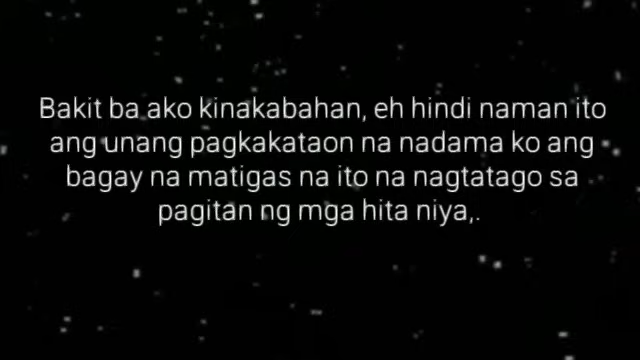 Bakit ba ako kinakabahan, eh hindi naman ito
ang unang pagkakataon na nadama ko ang
bagay na matigas na ito na nagtatago sa
pagitan ng mga hita niya,.